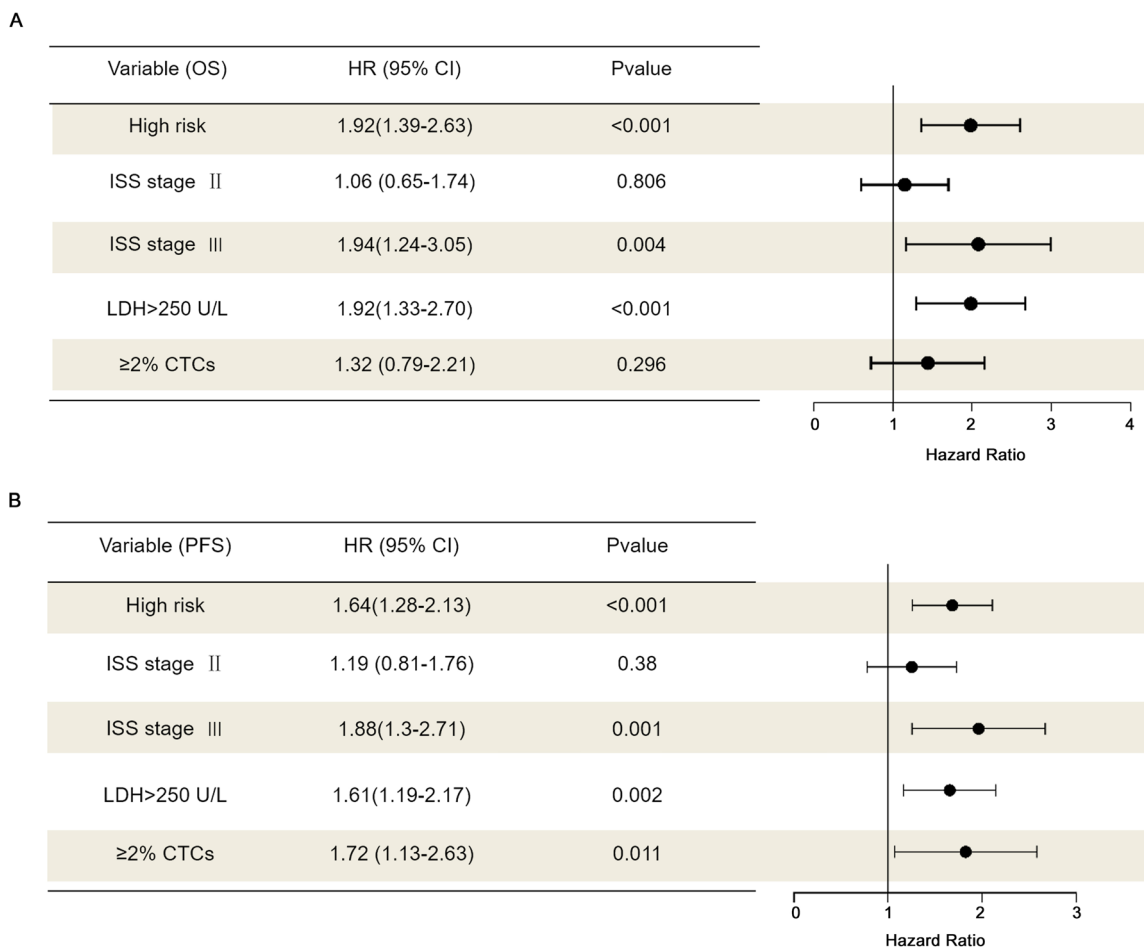 A
Variable (OS) HR (95% CI) Pvalue
High risk 1.92(1.39-2.63) <0.001
ISS stage Ⅱ 1.06 (0.65-1.74) 0.806
ISS stage Ⅲ 1.94(1.24-3.05) 0.004
LDH>250 U/L 1.92(1.33-2.70) <0.001
≥2% CTCs 1.32 (0.79-2.21) 0.296
0 1 2 3 4
Hazard Ratio
B
Variable (PFS) HR (95% CI) Pvalue
High risk 1.64(1.28-2.13) <0.001
ISS stage Ⅱ 1.19 (0.81-1.76) 0.38
ISS stage Ⅲ 1.88(1.3-2.71) 0.001
LDH>250 U/L 1.61(1.19-2.17) 0.002
≥2% CTCs 1.72 (1.13-2.63) 0.011
0 1 2 3
Hazard Ratio